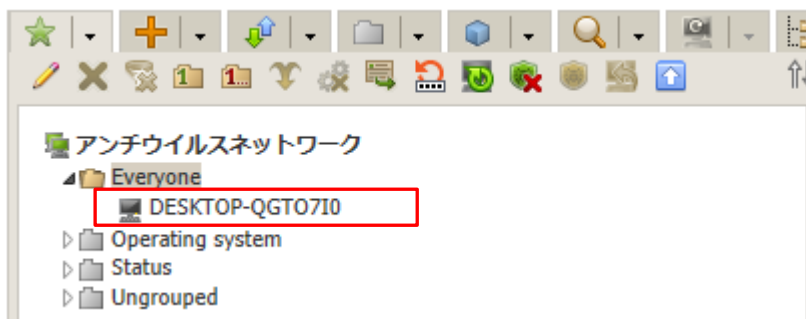 アンチウイルスネットワーク
Everyone
DESKTOP-QGTO7I0
Operating system
Status
Ungrouped